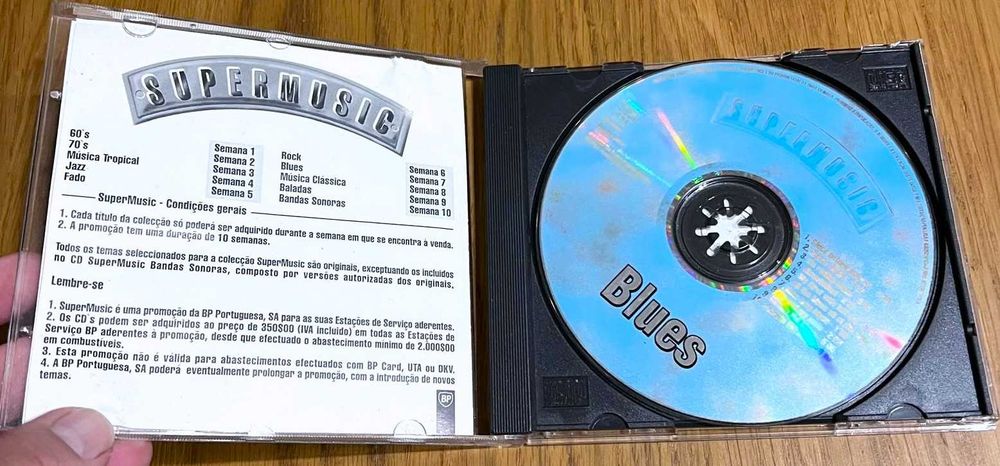 SUPERMUSIC
60's Semana 1 Rock Semana 6
70's Semana 2 Blues Semana 7
Música Tropical Semana 3 Música Clássica Semana 8
Jazz Semana 4 Baladas Semana 9
Fado Semana 5 Bandas Sonoras Semana 10
SuperMusic - Condições gerais
1. Cada título da colecção só poderá ser adquirido durante a semana em que se encontra à venda.
2. A promoção tem uma duração de 10 semanas.
Todos os temas seleccionados para a colecção SuperMusic são originais, exceptuando os incluidos
no CD SuperMusic Bandas Sonoras, composto por versões autorizadas dos originais.
Lembre-se
1. SuperMusic é uma promoção da BP Portuguesa, SA para as suas Estações de Serviço aderentes.
2. Os CD's podem ser adquiridos ao preço de 350$00 (IVA incluído) em todas as Estações de
Serviço BP aderentes à promoção, desde que efectuado o abastecimento mínimo de 2.000$00
em combustíveis.
3. Esta promoção não é válida para abastecimentos efectuados com BP Card, UTA ou DKV.
4. A BP Portuguesa, SA poderá eventualmente prolongar a promoção, com a introdução de novos
temas.
BP
SUPERMUSIC
Blues